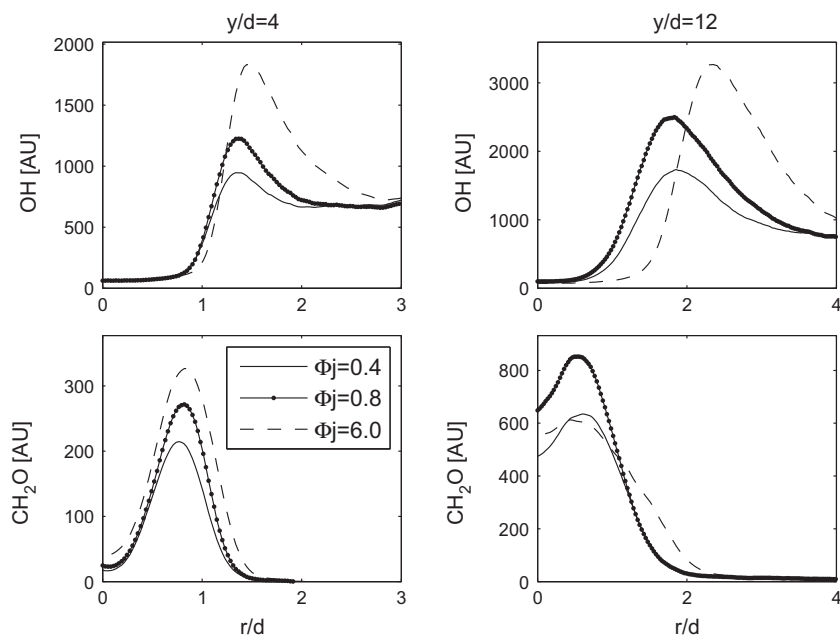 y/d=4
y/d=12
OH [AU]
2000
1500
1000
500
0
0 1 2 3
OH [AU]
3000
2000
1000
0
0 2 4
CH₂O [AU]
300
200
100
0
0 1 2 3
r/d
Φj=0.4
Φj=0.8
Φj=6.0
CH₂O [AU]
800
600
400
200
0
0 2 4
r/d